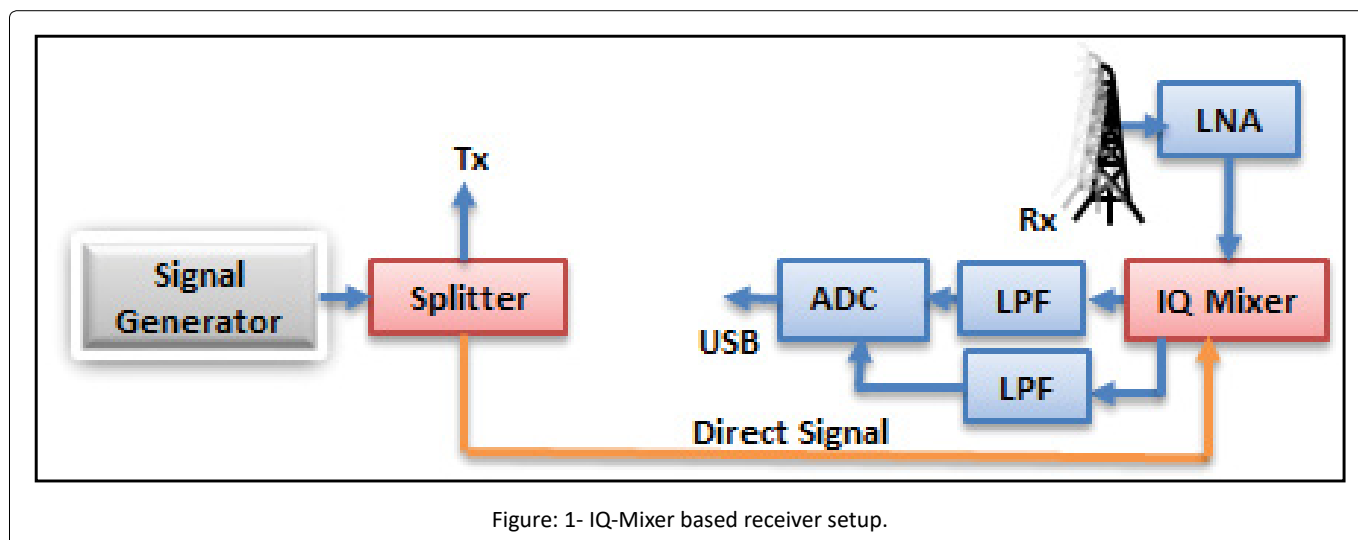 Tx
LNA
Rx
Signal
Generator
Splitter
ADC
LPF
IQ Mixer
USB
LPF
Direct Signal
Figure: 1- IQ-Mixer based receiver setup.